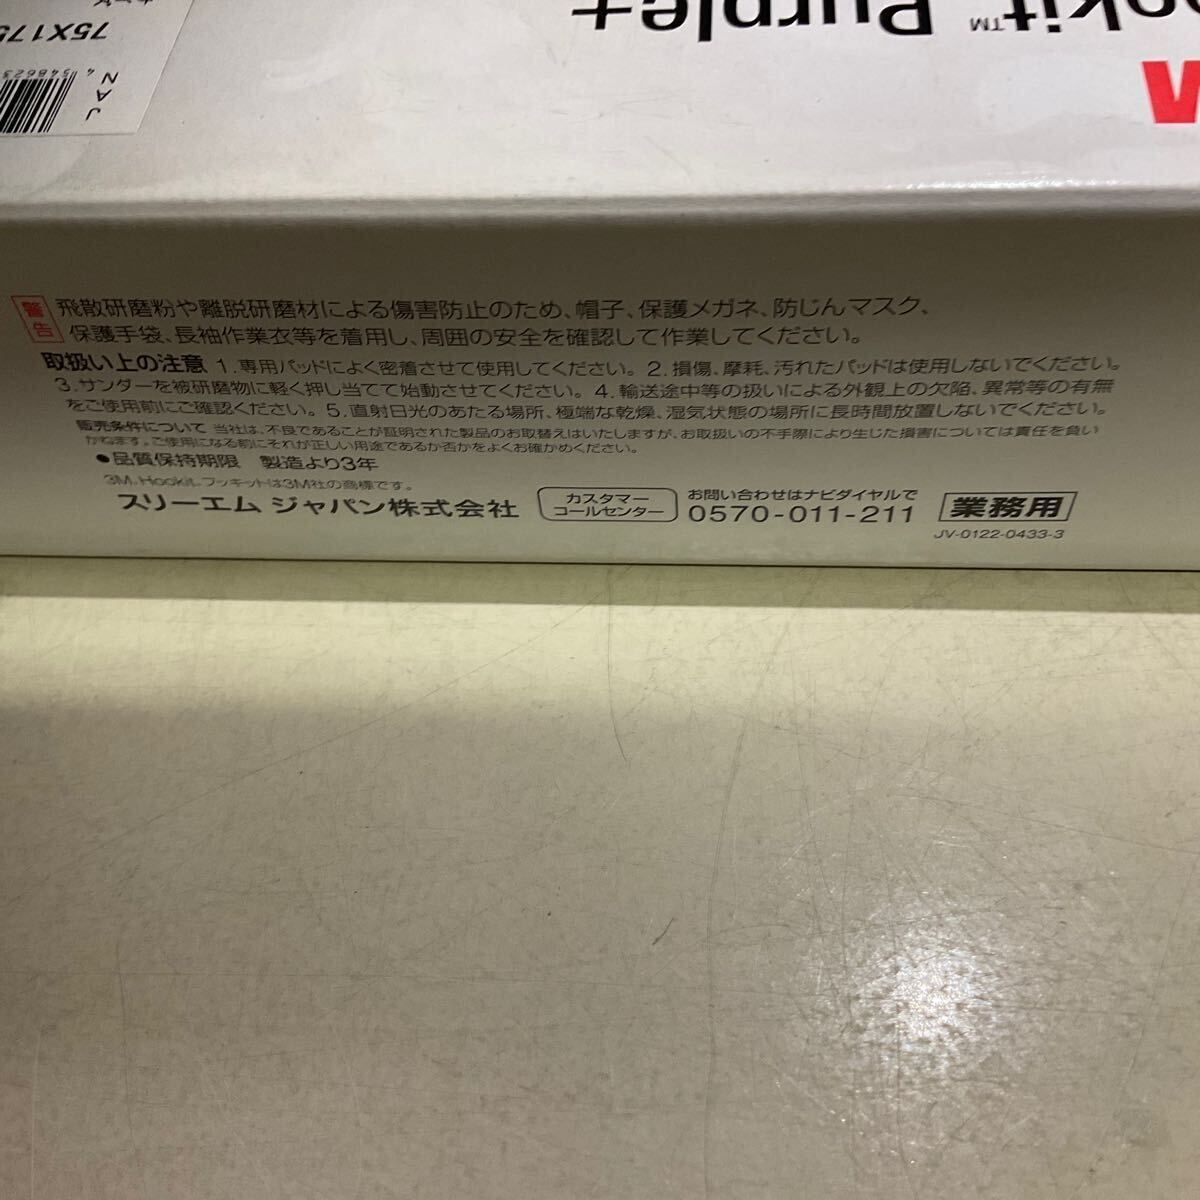 Purple+
75X175
JAN
警告 飛散研磨粉や離脱研磨材による傷害防止のため、帽子、保護メガネ、防じんマスク、
保護手袋、長袖作業衣等を着用し、周囲の安全を確認して作業してください。
取扱い上の注意 1.専用パッドによく密着させて使用してください。2.損傷、摩耗、汚れたパッドは使用しないでください。
3.サンダーを被研磨物に軽く押し当てて始動させてください。4.輸送途中等の扱いによる外観上の欠陥、異常等の有無
をご使用前にご確認ください。5.直射日光のあたる場所、極端な乾燥、湿気状態の場所に長時間放置しないでください。
販売条件について 当社は、不良であることが証明された製品のお取替えはいたしますが、お取扱いの不手際により生じた損害については責任を負い
かねます。ご使用になる前にそれが正しい用途であるか否かをよくお確かめください。
●品質保持期限 製造より3年
3M、Hookit、フッキットは3M社の商標です。
スリーエム ジャパン株式会社
カスタマー
コールセンター
お問い合わせはナビダイヤルで
0570-011-211
業務用
JV-0122-0433-3